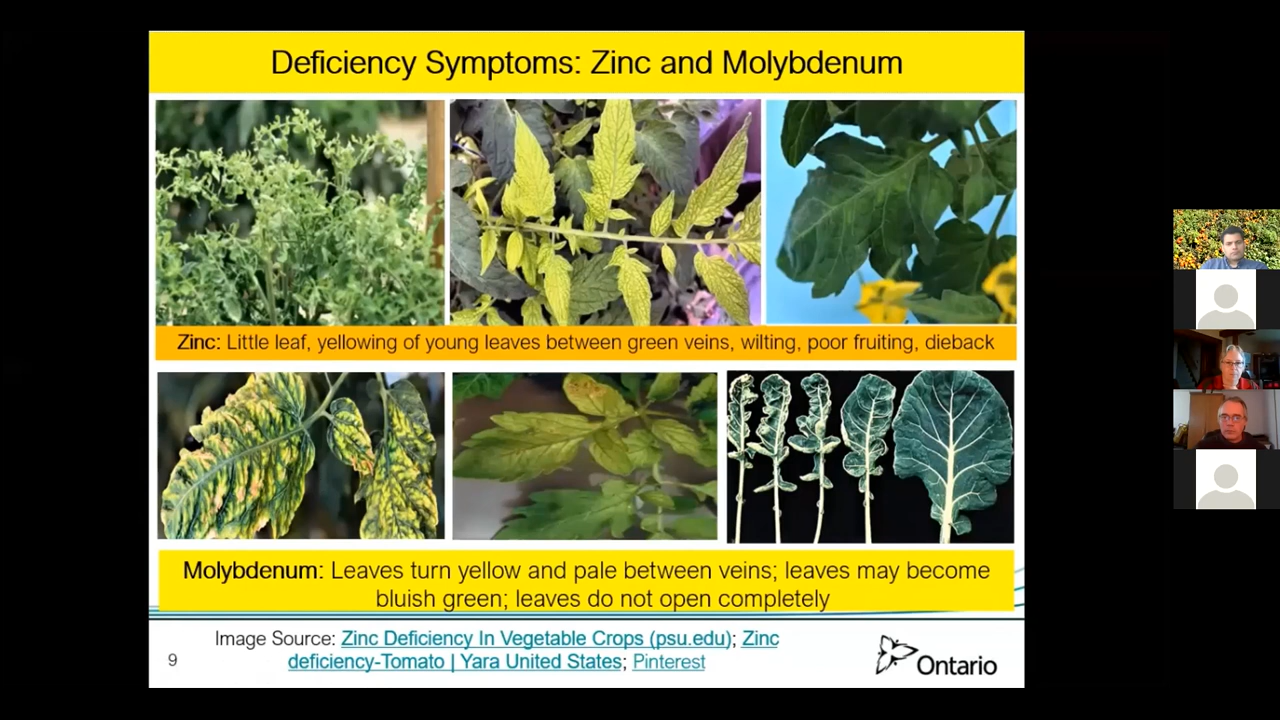 Deficiency Symptoms: Zinc and Molybdenum
Zinc: Little leaf, yellowing of young leaves between green veins, wilting, poor fruiting, dieback
Molybdenum: Leaves turn yellow and pale between veins; leaves may become
bluish green; leaves do not open completely
Image Source: Zinc Deficiency In Vegetable Crops (psu.edu); Zinc
deficiency-Tomato | Yara United States; Pinterest
9
Ontario